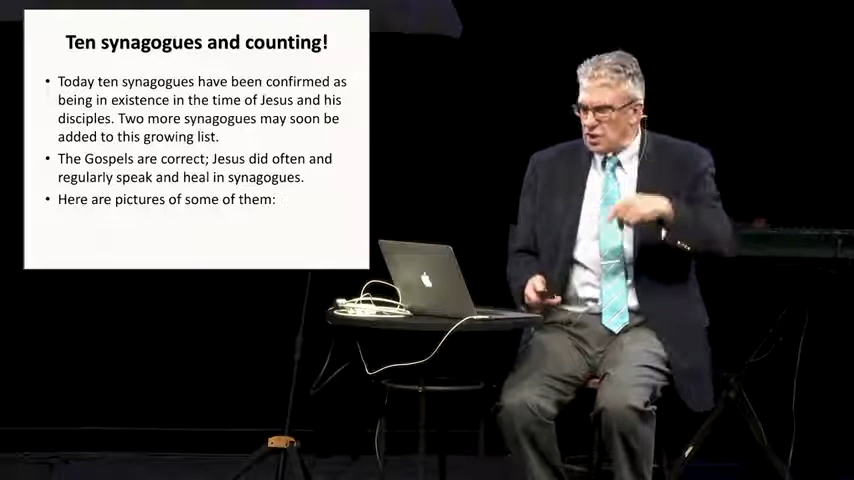 Ten synagogues and counting!
• Today ten synagogues have been confirmed as
being in existence in the time of Jesus and his
disciples. Two more synagogues may soon be
added to this growing list.
• The Gospels are correct; Jesus did often and
regularly speak and heal in synagogues.
• Here are pictures of some of them: